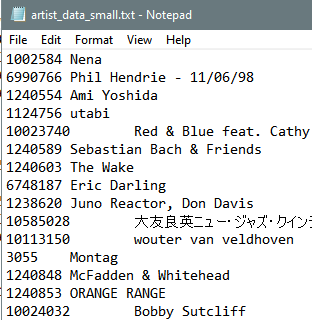 artist_data_small.txt - Notepad
File Edit Format View Help
1002584 Nena
6990766 Phil Hendrie - 11/06/98
1240554 Ami Yoshida
1124756 utabi
10023740 Red & Blue feat. Cathy
1240589 Sebastian Bach & Friends
1240603 The Wake
6748187 Eric Darling
1238620 Juno Reactor, Don Davis
10585028 大友良英ニュー・ジャズ・クインテ
10113150 wouter van veldhoven
3055 Montag
1240848 McFadden & Whitehead
1240853 ORANGE RANGE
10024032 Bobby Sutcliff